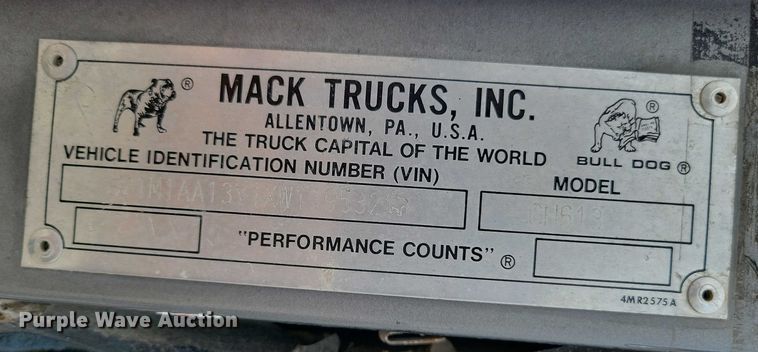 ® MACK TRUCKS, INC. ®
ALLENTOWN, PA., U.S.A.
THE TRUCK CAPITAL OF THE WORLD
BULL DOG ®
VEHICLE IDENTIFICATION NUMBER (VIN)
MODEL
"PERFORMANCE COUNTS" ®
4MR2575A
Purple Wave Auction